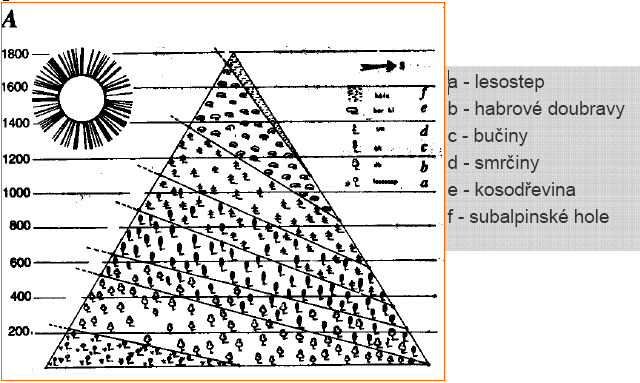 A
1800
1600
1400
1200
1000
800
600
400
200
f
e
d
c
b
a
a - lesostep
b - habrové doubravy
c - bučiny
d - smrčiny
e - kosodřevina
f - subalpinské hole